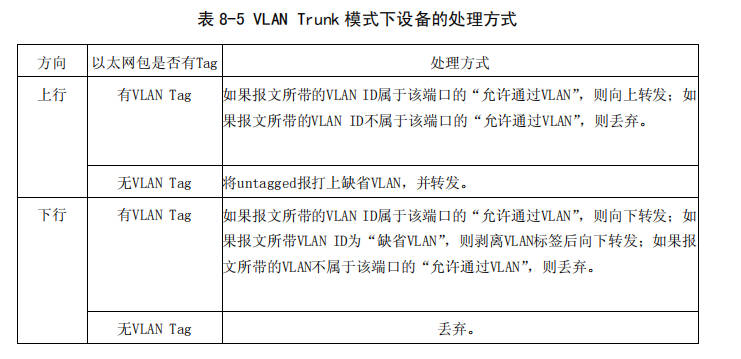 表 8-5 VLAN Trunk 模式下设备的处理方式
方向 以太网包是否有Tag 处理方式
上行 有VLAN Tag 如果报文所带的VLAN ID属于该端口的“允许通过VLAN”，则向上转发；如
果报文所带的VLAN ID不属于该端口的“允许通过VLAN”，则丢弃。
无VLAN Tag 将untagged报打上缺省VLAN，并转发。
下行 有VLAN Tag 如果报文所带的VLAN ID属于该端口的“允许通过VLAN”，则向下转发；如
果报文所带VLAN ID为“缺省VLAN”，则剥离VLAN标签后向下转发；如果报
文所带的VLAN不属于该端口的“允许通过VLAN”，则丢弃。
无VLAN Tag 丢弃。